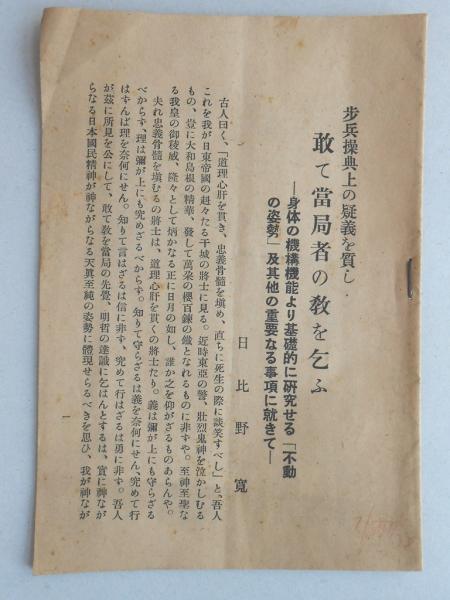 歩兵操典上の疑義を質し
敢て當局者の教を乞ふ
―身体の機構機能より基礎的に研究せる「不動
の姿勢」及其他の重要なる事項に就きて―
日比野寛
古人曰く、「道理心肝を貫き、忠義骨髓を塡め、直ちに死生の際に談笑すべし」と、吾人
これを我が日東帝國の赳々たる干城の將士に見る。近時東亞の警、壯烈鬼神を泣かしむる
もの、豈に大和島根の精華、發して萬朶の櫻百錬の鐵となれるものに非ずや。至神至聖な
る我皇の御稜威、隆々として炳かなる正に日月の如し、誰か之を仰がざるものあらんや。
夫れ忠義骨髓を塡むるの將士は、道理心肝を貫くの將士たり。義は彌が上にも守らざる
べからず、理は彌が上にも究めざるべからず。知りて守らざるは義を奈何にせん、究めて行
はずんば理を奈何にせん。知りて言はざるは信に非ず、究めて行はざるは勇に非ず。吾人
が茲に所見を公にして、敢て教を當局の先覺、明哲の達識に乞はんとするは、實に神なが
らなる日本國民精神が神ながらなる天眞至純の姿勢に體現せらるべきを思ひ、我が神なが
一